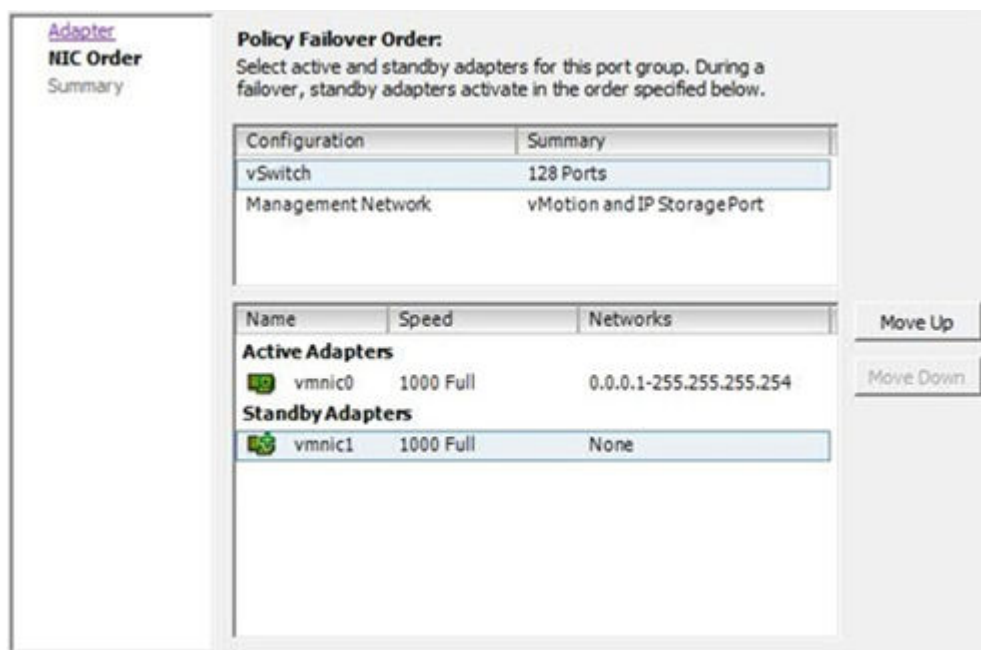 Adapter
NIC Order
Summary
Policy Failover Order:
Select active and standby adapters for this port group. During a
failover, standby adapters activate in the order specified below.
Configuration Summary
vSwitch 128 Ports
Management Network vMotion and IP StoragePort
Name Speed Networks
Active Adapters
vmnic0 1000 Full 0.0.0.1-255.255.255.254
Standby Adapters
vmnic1 1000 Full None
Move Up
Move Down